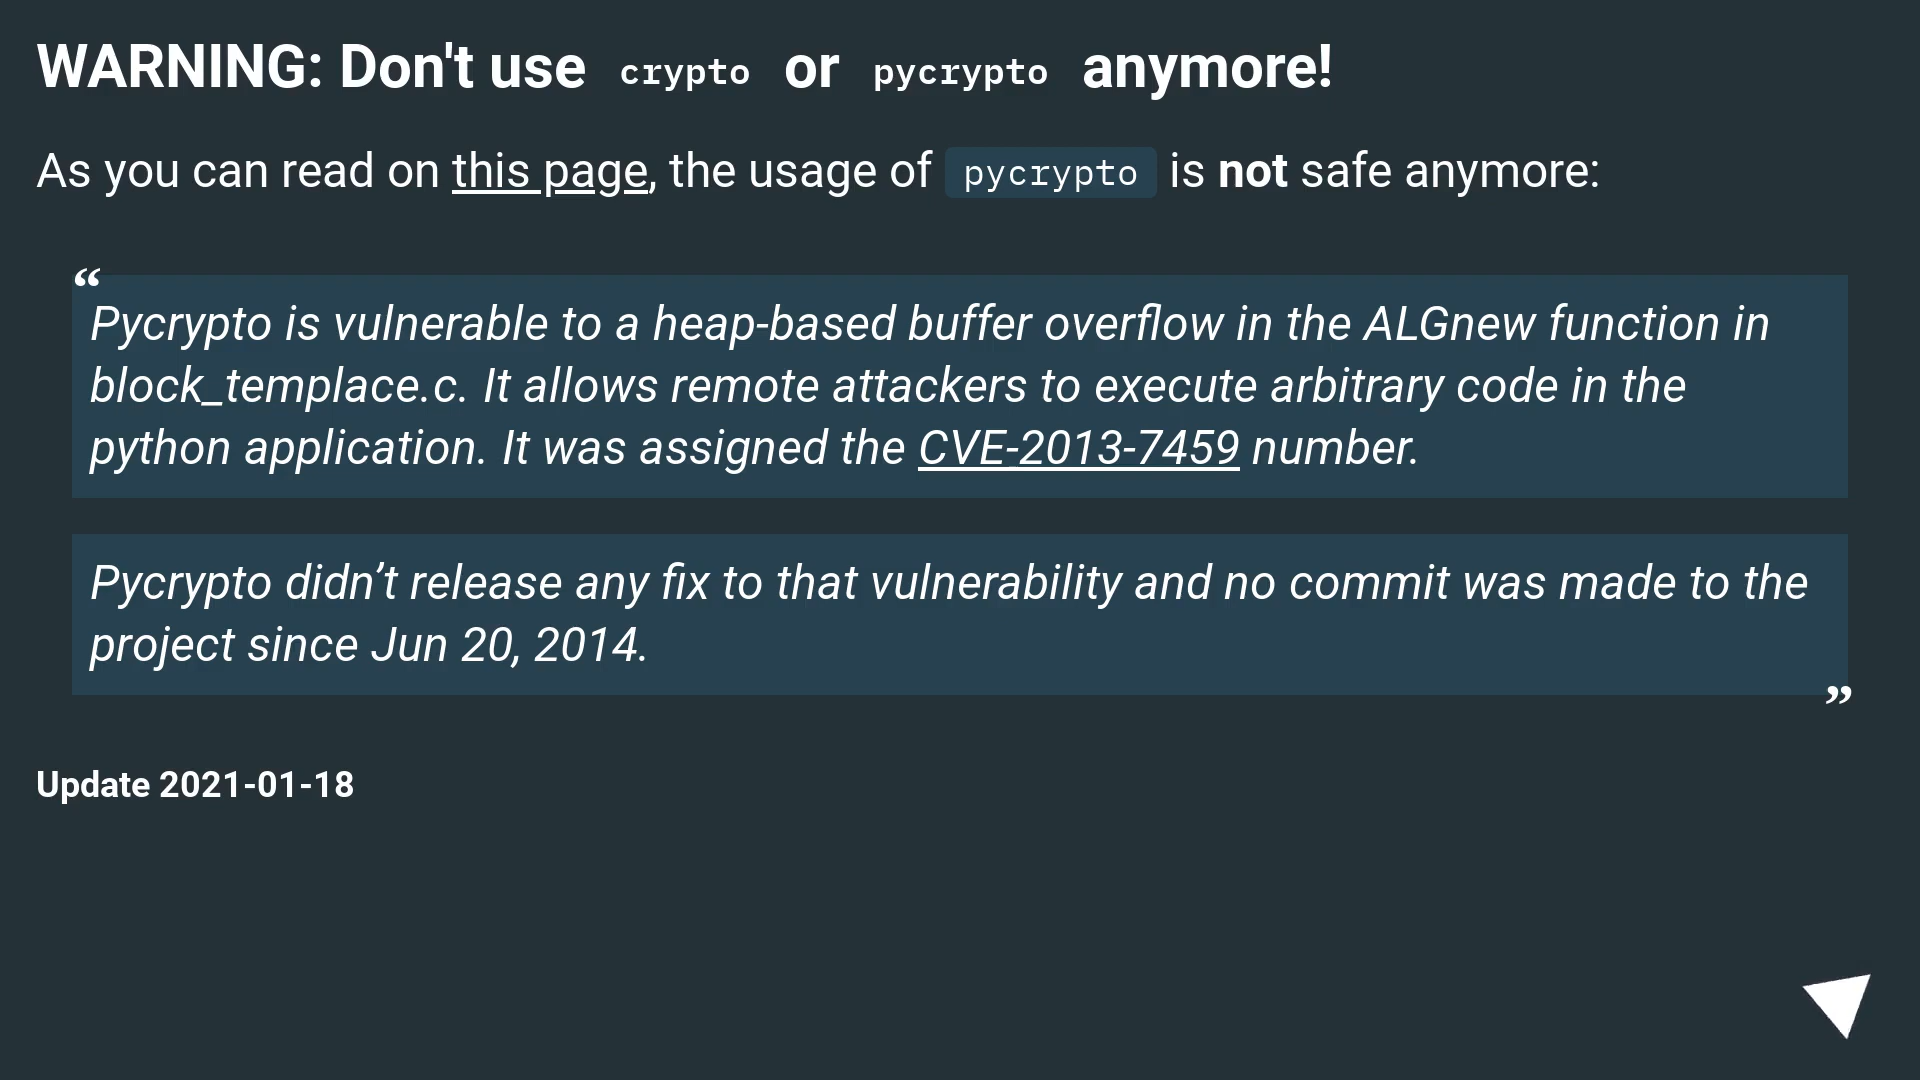 WARNING: Don't use crypto or pycrypto anymore!
As you can read on this page, the usage of pycrypto is not safe anymore:
“
Pycrypto is vulnerable to a heap-based buffer overflow in the ALGnew function in
block_templace.c. It allows remote attackers to execute arbitrary code in the
python application. It was assigned the CVE-2013-7459 number.
Pycrypto didn’t release any fix to that vulnerability and no commit was made to the
project since Jun 20, 2014.
”
Update 2021-01-18